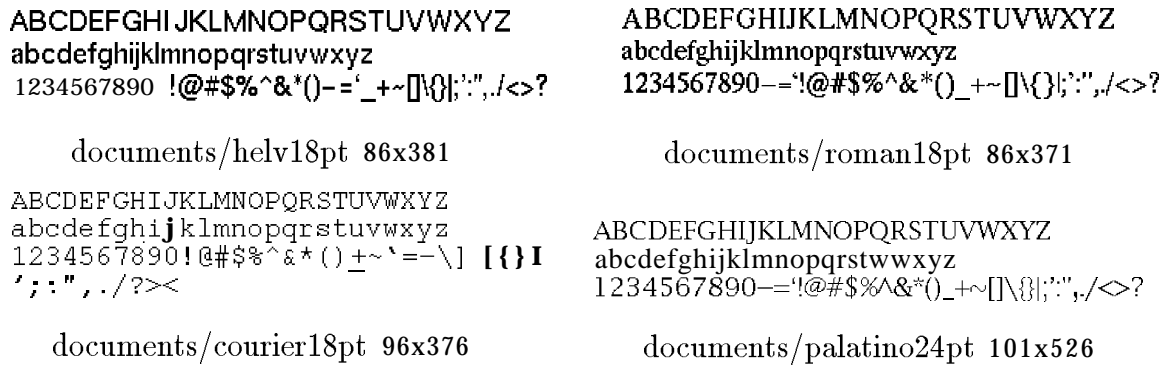 ABCDEFGHIJKLMNOPQRSTUVWXYZ
abcdefghijklmnopqrstuvwxyz
1234567890 !@#$%^&*()–=‘_+~[]\{}|;':",./<>?
documents/helv18pt 86x381
ABCDEFGHIJKLMNOPQRSTUVWXYZ
abcdefghijklmnopqrstuvwxyz
1234567890–=‘!@#$%^&*()_+~[]\{}|;':",./<>?
documents/roman18pt 86x371
ABCDEFGHIJKLMNOPQRSTUVWXYZ
abcdefghijklmnopqrstuvwxyz
1234567890!@#$%^&*()+~`=–\] [{}I
';:",./?><
documents/courier18pt 96x376
ABCDEFGHIJKLMNOPQRSTUVWXYZ
abcdefghijklmnopqrstwwxyz
1234567890–=‘!@#$%^&*()_+~[]\{}|;':",./<>?
documents/palatino24pt 101x526